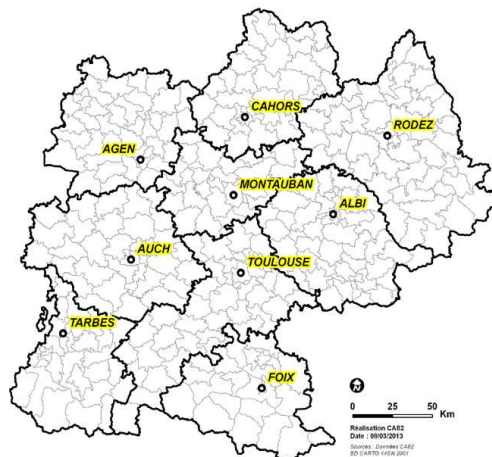 CAHORS
RODEZ
AGEN
MONTAUBAN
ALBI
AUCH
TOULOUSE
TARBES
FOIX
N
0 25 50
Km
Réalisation CA82
Date : 08/03/2013
Sources : Données CA82
BD CARTO ©IGN 2001